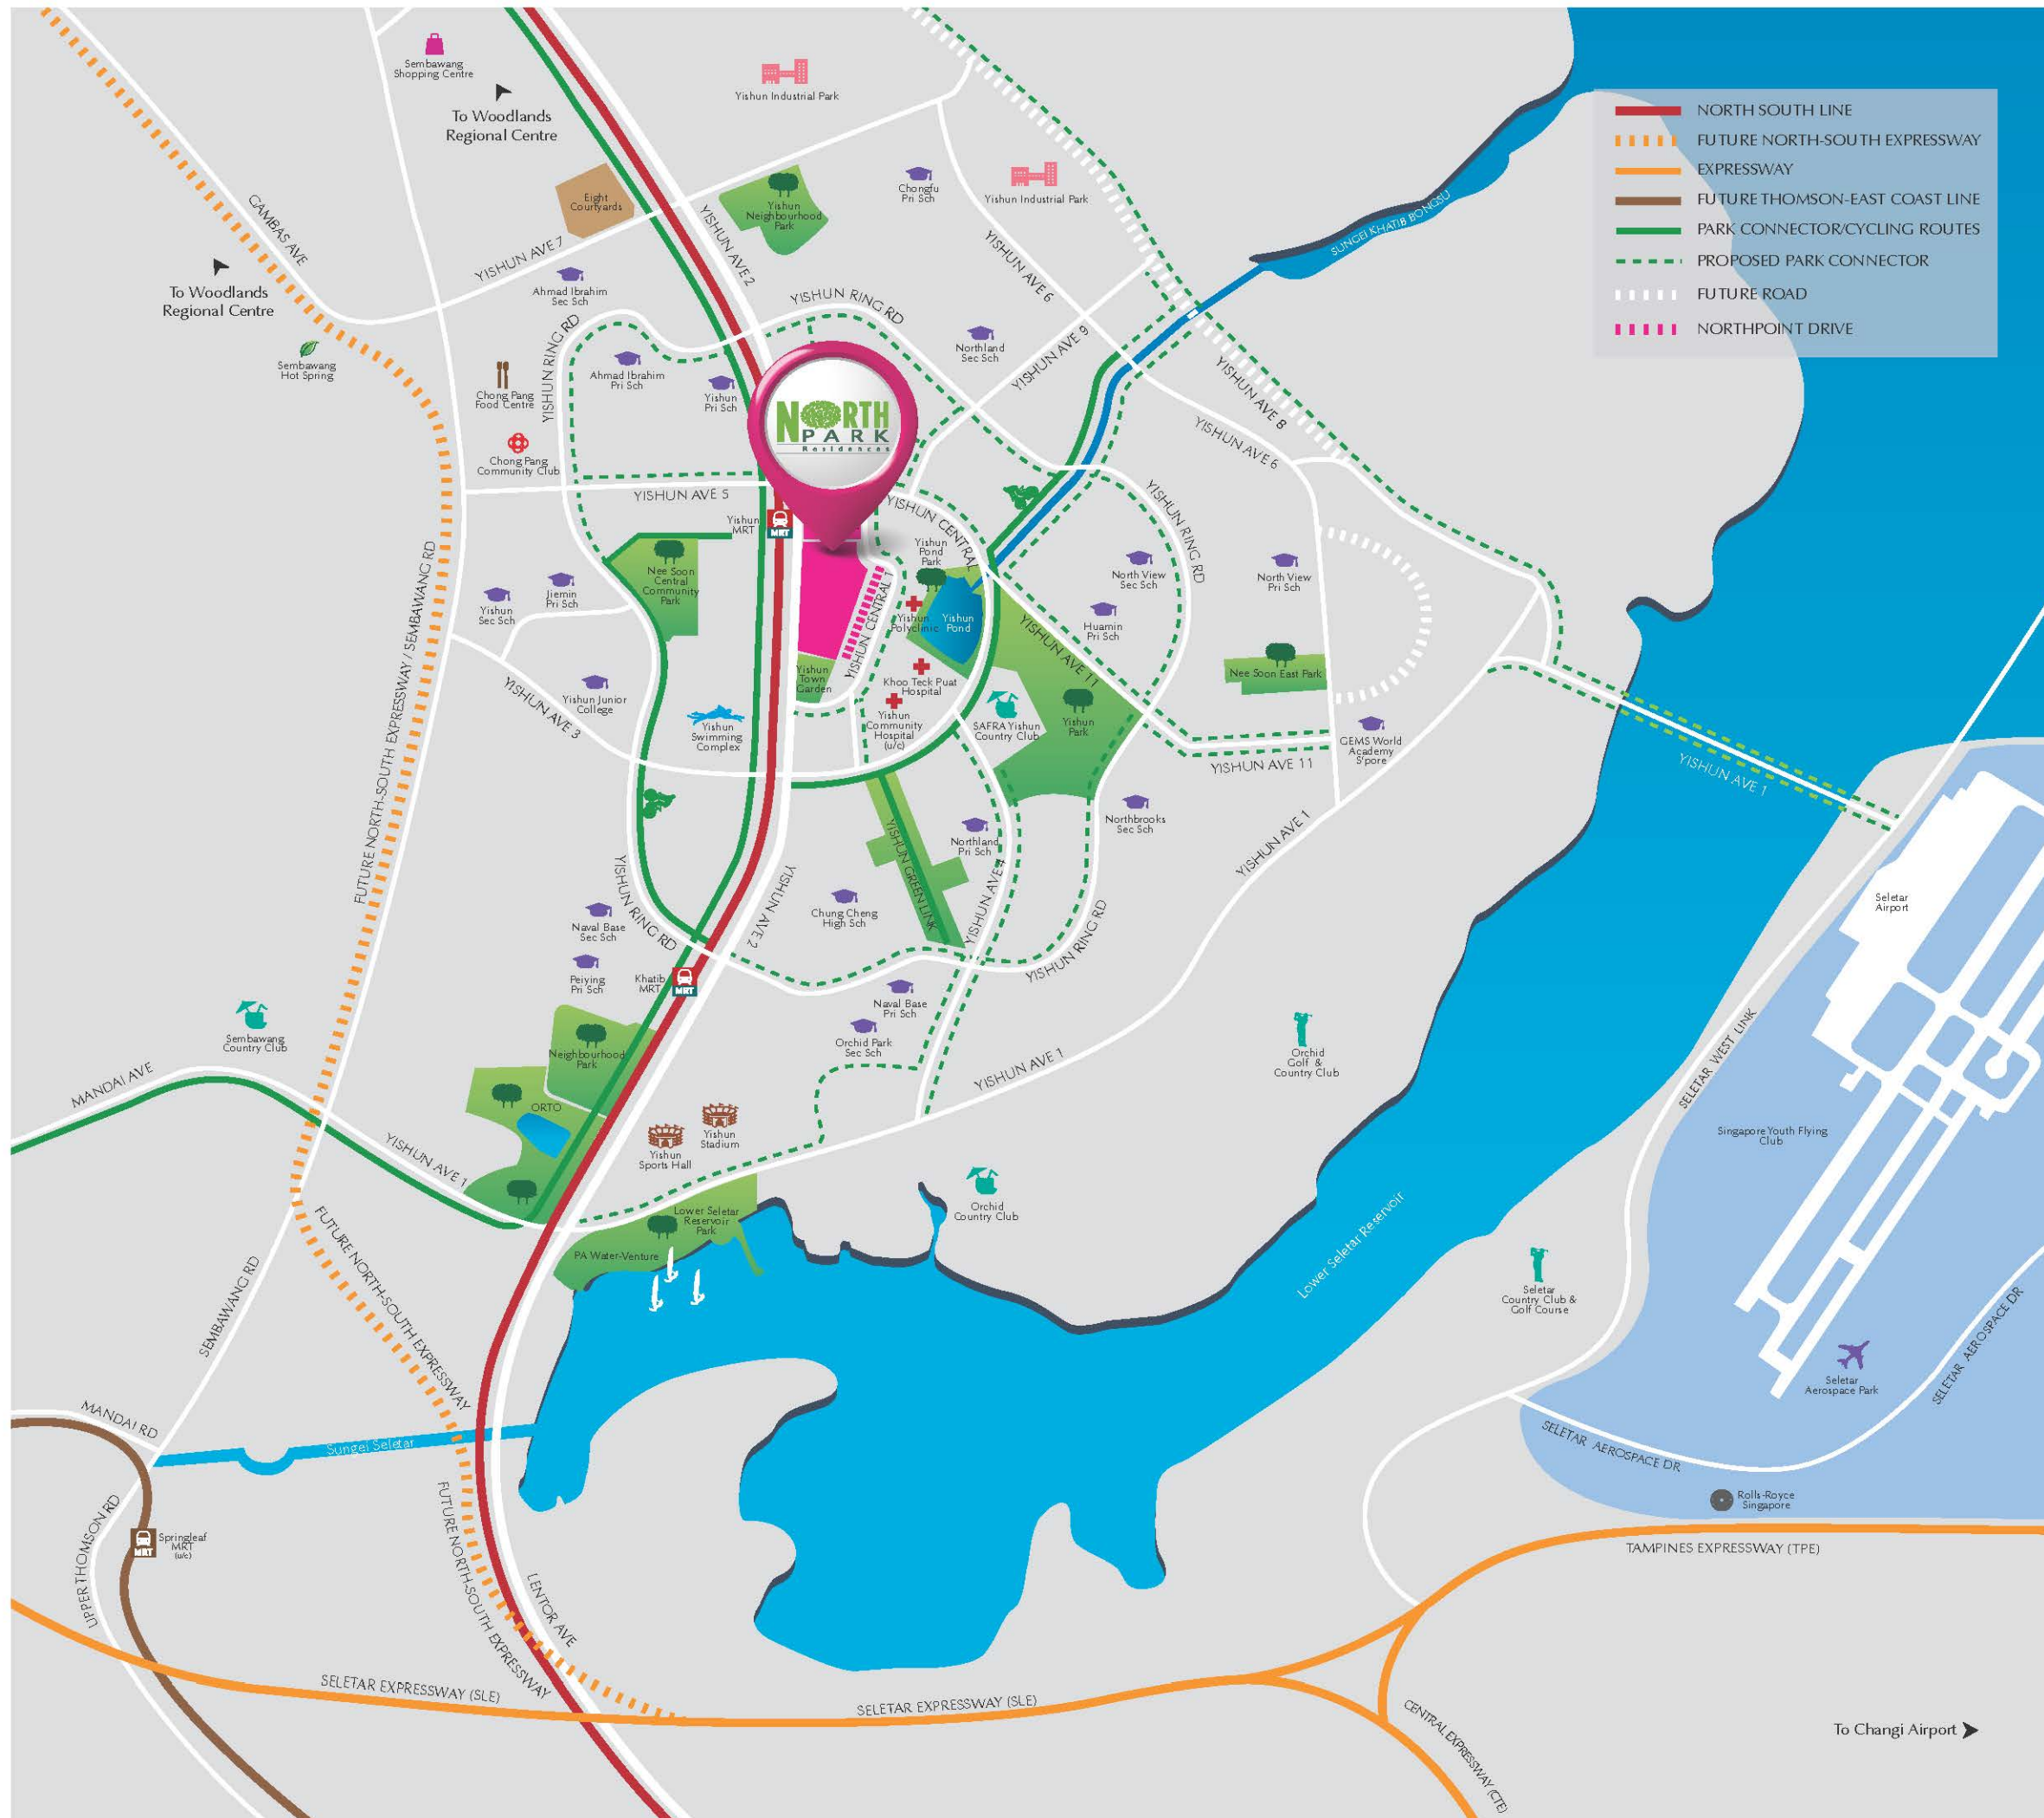 Sembawang
Shopping Centre
To Woodlands
Regional Centre
Yishun Industrial Park
NORTH SOUTH LINE
FUTURE NORTH-SOUTH EXPRESSWAY
EXPRESSWAY
FUTURE THOMSON-EAST COAST LINE
PARK CONNECTOR/CYCLING ROUTES
PROPOSED PARK CONNECTOR
FUTURE ROAD
NORTHPOINT DRIVE
Eight
Courtyards
Yishun
Neighbourhood
Park
Chongfu
Pri Sch
Yishun Industrial Park
SUNGEI KHATIB BONGSU
GAMBAS AVE
YISHUN AVE 7
YISHUN AVE 2
YISHUN AVE 6
To Woodlands
Regional Centre
Ahmad Ibrahim
Sec Sch
YISHUN RING RD
YISHUN RING RD
Northland
Sec Sch
YISHUN AVE 9
Sembawang
Hot Spring
Ahmad Ibrahim
Pri Sch
Yishun
Pri Sch
Chong Pang
Food Centre
Chong Pang
Community Club
NORTH
PARK
Residences
YISHUN AVE 8
YISHUN AVE 6
YISHUN AVE 5
Yishun
MRT
MRT
YISHUN CENTRAL
YISHUN RING RD
Yishun
Pond
Park
Nee Soon
Central
Community
Park
Jiemin
Pri Sch
Yishun
Sec Sch
North View
Sec Sch
North View
Pri Sch
Huamin
Pri Sch
Yishun
Polyclinic
Yishun
Pond
YISHUN CENTRAL 1
YISHUN AVE 11
Yishun
Town
Garden
Khoo Teck Puat
Hospital
Yishun
Community
Hospital
(u/c)
SAFRA Yishun
Country Club
Yishun
Park
Nee Soon East Park
GEMS World
Academy
S'pore
YISHUN AVE 11
YISHUN AVE 1
FUTURE NORTH-SOUTH EXPRESSWAY / SEMBAWANG RD
YISHUN AVE 3
Yishun Junior
College
Yishun
Swimming
Complex
Northbrooks
Sec Sch
Northland
Pri Sch
YISHUN GREEN LINK
YISHUN AVE 4
YISHUN AVE 1
YISHUN RING RD
YISHUN AVE 2
Chung Cheng
High Sch
YISHUN RING RD
Naval Base
Sec Sch
Peiying
Pri Sch
Khatib
MRT
MRT
Naval Base
Pri Sch
Orchid Park
Sec Sch
Seletar
Airport
SELETAR WEST LINK
Sembawang
Country Club
MANDAI AVE
Neighbourhood
Park
ORTO
YISHUN AVE 1
YISHUN AVE 1
Orchid
Golf &
Country Club
Yishun
Stadium
Yishun
Sports Hall
Singapore Youth Flying
Club
Orchid
Country Club
Lower Seletar
Reservoir
Park
PA Water-Venture
Lower Seletar Reservoir
Seletar
Country Club &
Golf Course
SEMBAWANG RD
FUTURE NORTH-SOUTH EXPRESSWAY
SELETAR AEROSPACE DR
Seletar
Aerospace Park
MANDAI RD
Sungei Seletar
SELETAR AEROSPACE DR
Rolls-Royce
Singapore
UPPER THOMSON RD
MRT
Springleaf
MRT
(u/c)
FUTURE NORTH-SOUTH EXPRESSWAY
LENTOR AVE
TAMPINES EXPRESSWAY (TPE)
SELETAR EXPRESSWAY (SLE)
SELETAR EXPRESSWAY (SLE)
CENTRAL EXPRESSWAY (CTE)
To Changi Airport